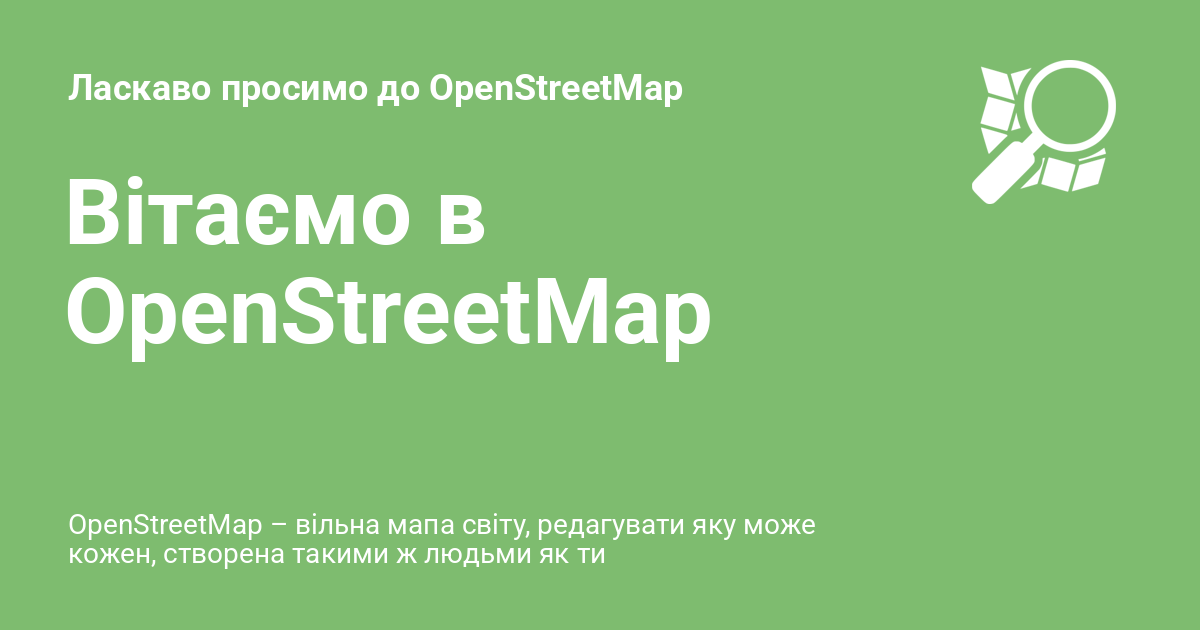 Ласкаво просимо до OpenStreetMap
Вітаємо в
OpenStreetMap
OpenStreetMap – вільна мапа світу, редагувати яку може
кожен, створена такими ж людьми як ти